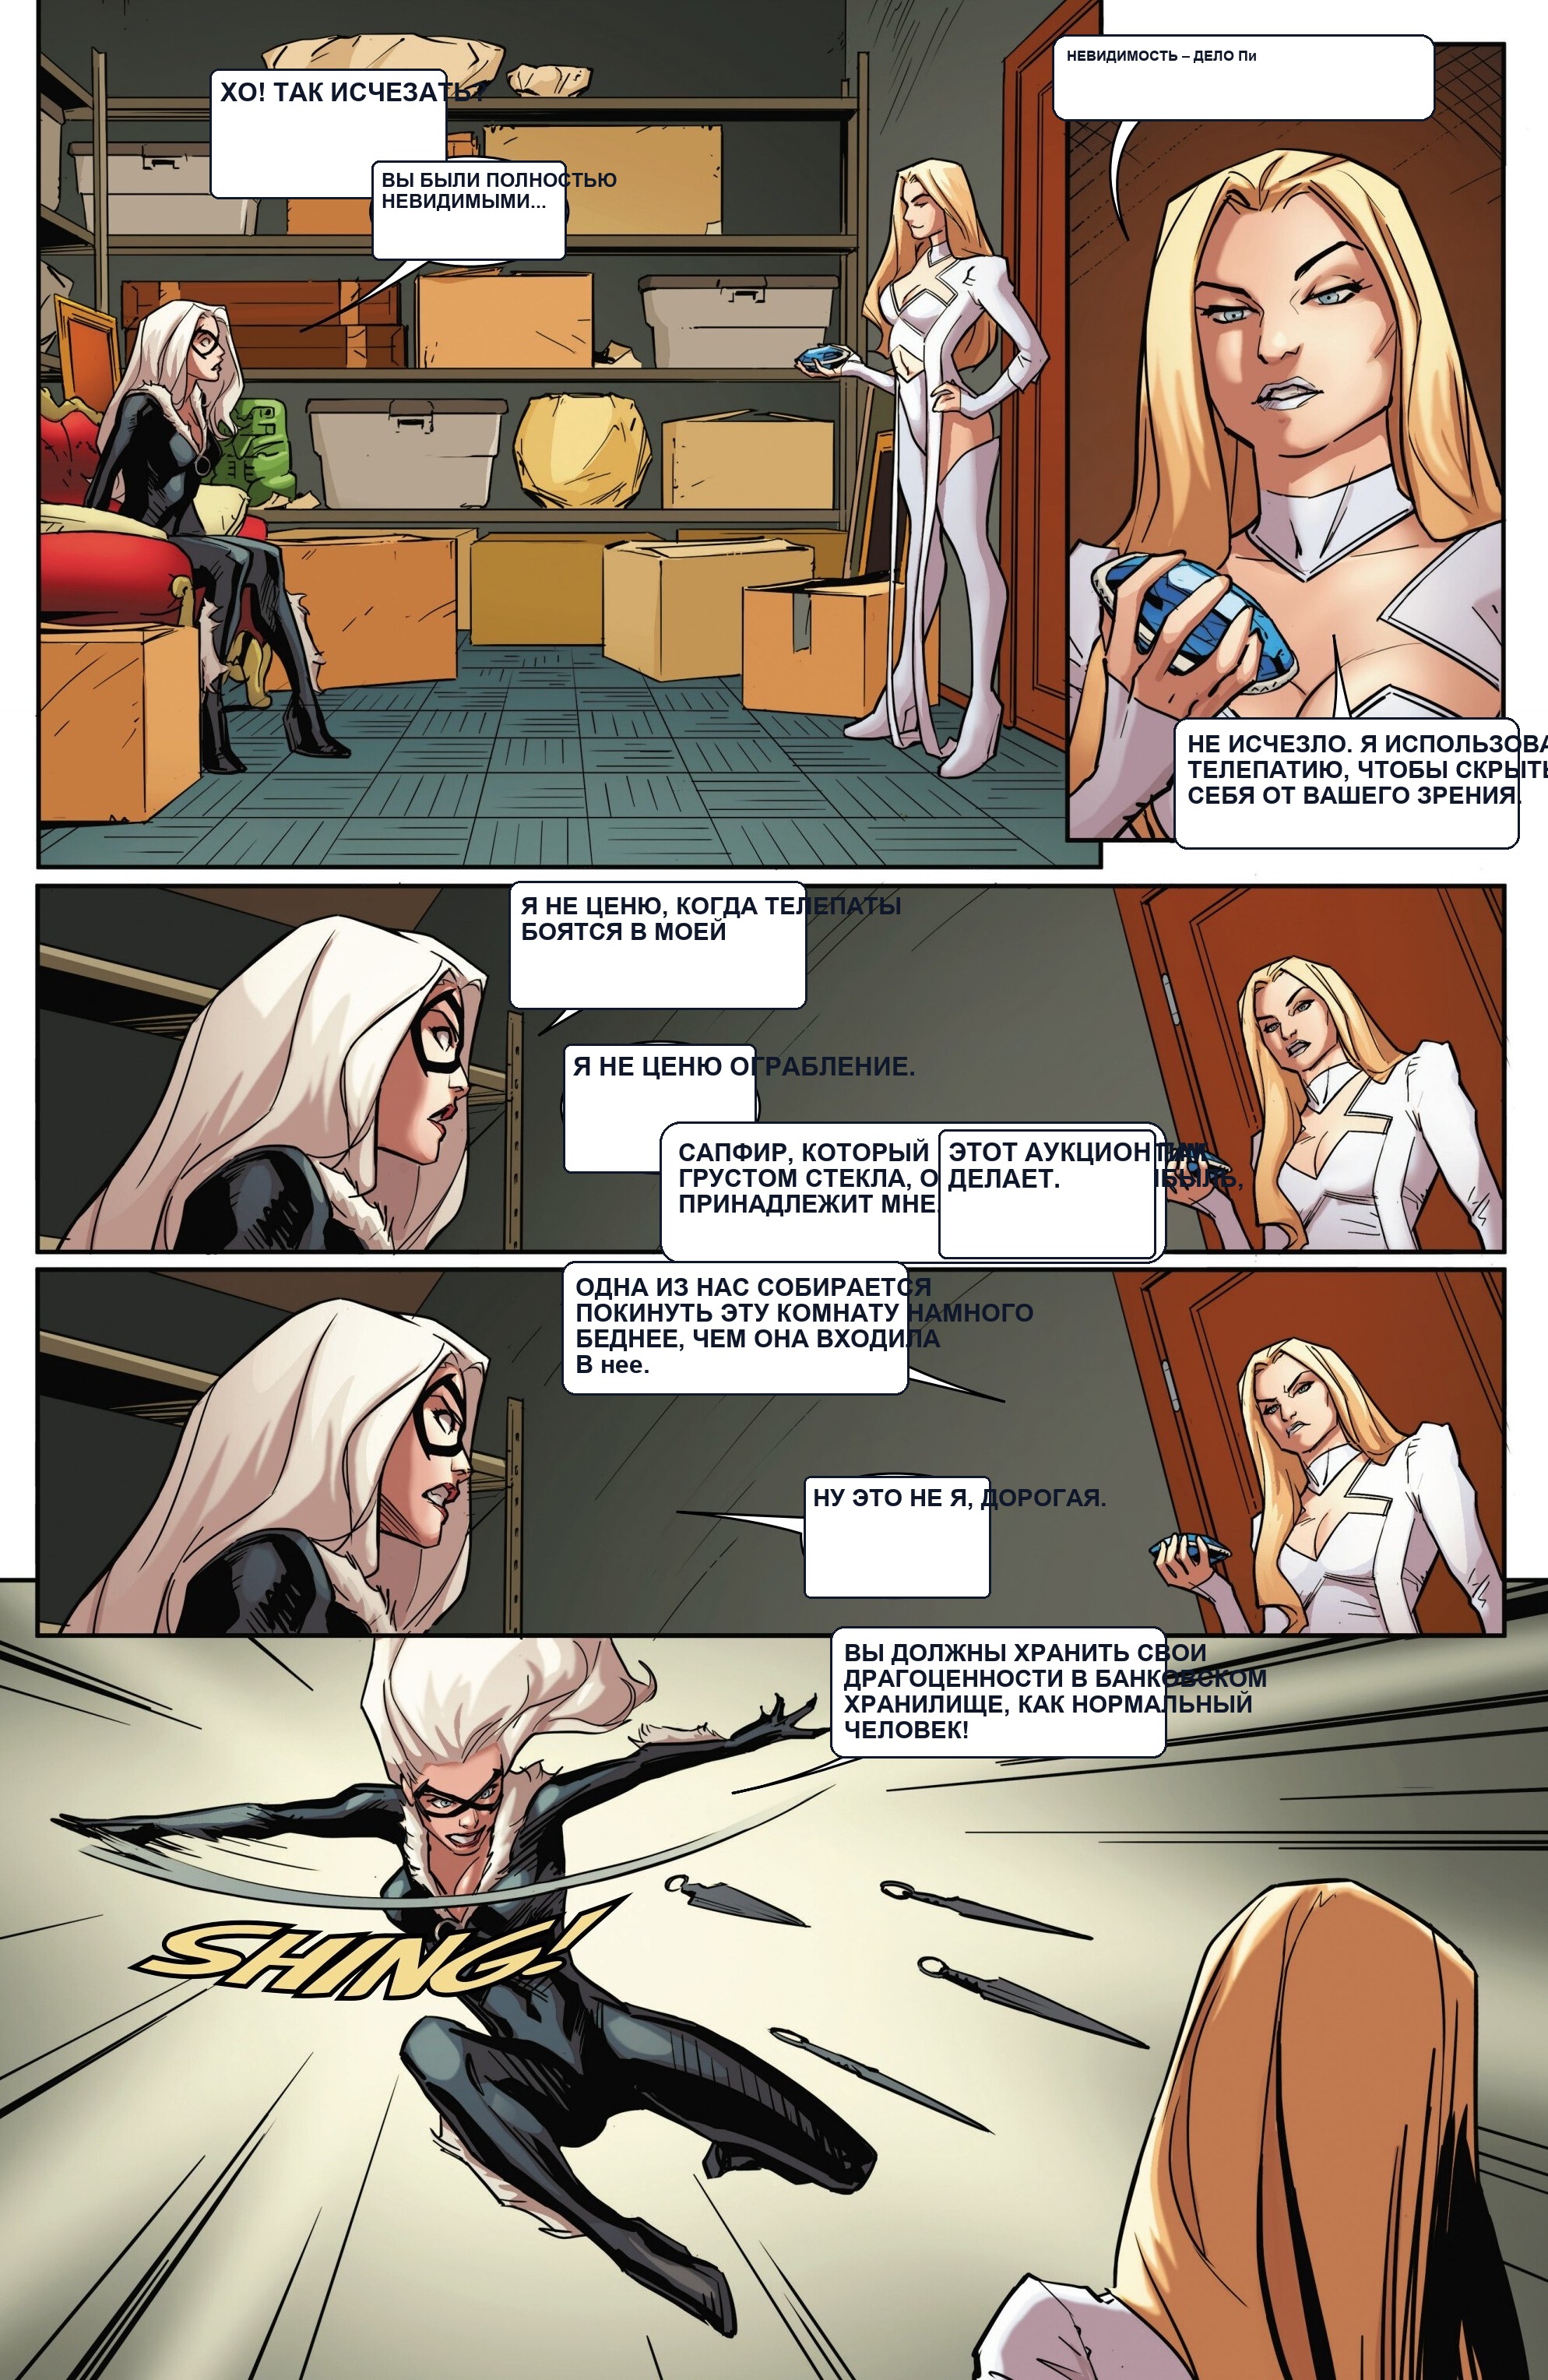 ХО! ТАК ИСЧЕЗАТЬ?
ВЫ БЫЛИ ПОЛНОСТЬЮ
НЕВИДИМЫМИ...
НЕВИДИМОСТЬ – ДЕЛО Пи
НЕ ИСЧЕЗЛО. Я ИСПОЛЬЗОВА
ТЕЛЕПАТИЮ, ЧТОБЫ СКРЫТЬ
СЕБЯ ОТ ВАШЕГО ЗРЕНИЯ.
Я НЕ ЦЕНЮ, КОГДА ТЕЛЕПАТЫ
БОЯТСЯ В МОЕЙ
Я НЕ ЦЕНЮ ОГРАБЛЕНИЕ.
САПФИР, КОТОРЫЙ
ГРУСТОМ СТЕКЛА, О
ПРИНАДЛЕЖИТ МНЕ.
ЭТОТ АУКЦИОН
ДЕЛАЕТ.
ОДНА ИЗ НАС СОБИРАЕТСЯ
ПОКИНУТЬ ЭТУ КОМНАТУ НАМНОГО
БЕДНЕЕ, ЧЕМ ОНА ВХОДИЛА
В нее.
НУ ЭТО НЕ Я, ДОРОГАЯ.
ВЫ ДОЛЖНЫ ХРАНИТЬ СВОИ
ДРАГОЦЕННОСТИ В БАНКОВСКОМ
ХРАНИЛИЩЕ, КАК НОРМАЛЬНЫЙ
ЧЕЛОВЕК!
SHING!